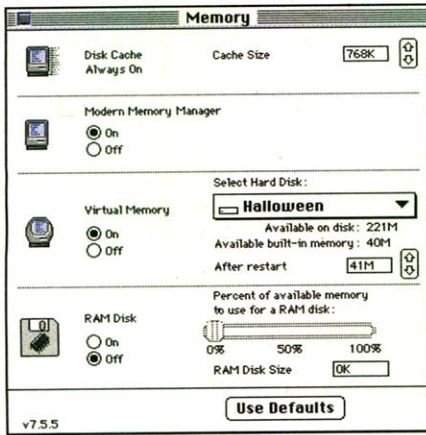 Memory
Disk Cache
Always On
Cache Size
768K
Modern Memory Manager
On
Off
Select Hard Disk:
Halloween
Virtual Memory
On
Off
Available on disk: 221M
Available built-in memory: 40M
After restart
41M
Percent of available memory
to use for a RAM disk:
RAM Disk
On
Off
0% 50% 100%
RAM Disk Size
0K
Use Defaults
v7.5.5